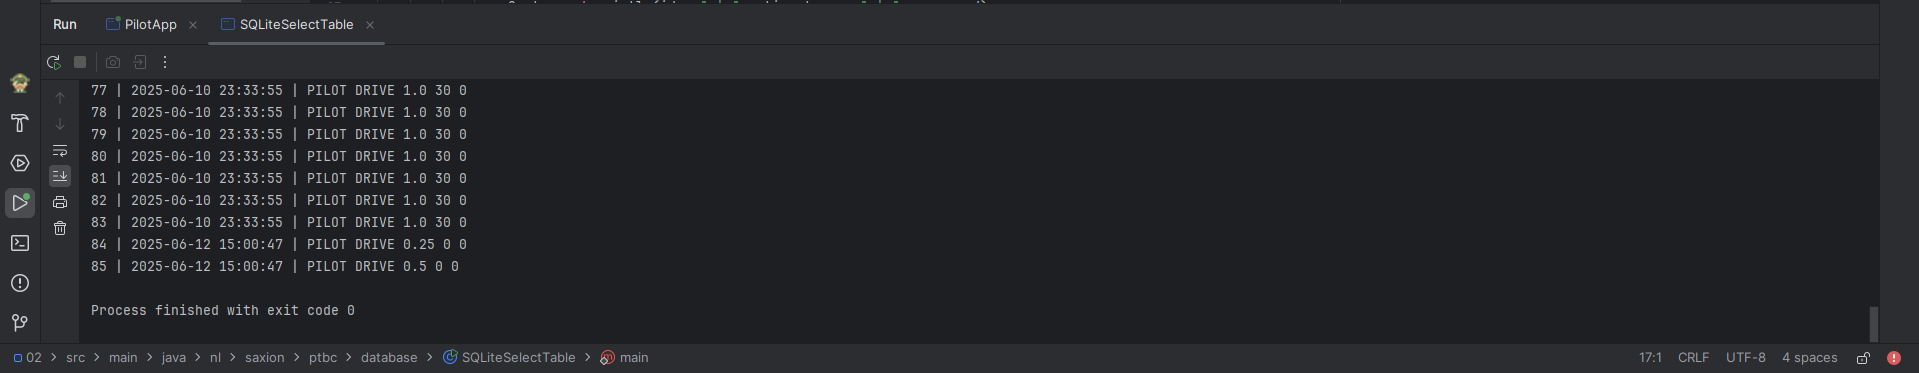 Run PilotApp SQLiteSelectTable
77 | 2025-06-10 23:33:55 | PILOT DRIVE 1.0 30 0
78 | 2025-06-10 23:33:55 | PILOT DRIVE 1.0 30 0
79 | 2025-06-10 23:33:55 | PILOT DRIVE 1.0 30 0
80 | 2025-06-10 23:33:55 | PILOT DRIVE 1.0 30 0
81 | 2025-06-10 23:33:55 | PILOT DRIVE 1.0 30 0
82 | 2025-06-10 23:33:55 | PILOT DRIVE 1.0 30 0
83 | 2025-06-10 23:33:55 | PILOT DRIVE 1.0 30 0
84 | 2025-06-12 15:00:47 | PILOT DRIVE 0.25 0 0
85 | 2025-06-12 15:00:47 | PILOT DRIVE 0.5 0 0
Process finished with exit code 0
02 > src > main > java > nl > saxion > ptbc > database > SQLiteSelectTable > main 17:1 CRLF UTF-8 4 spaces